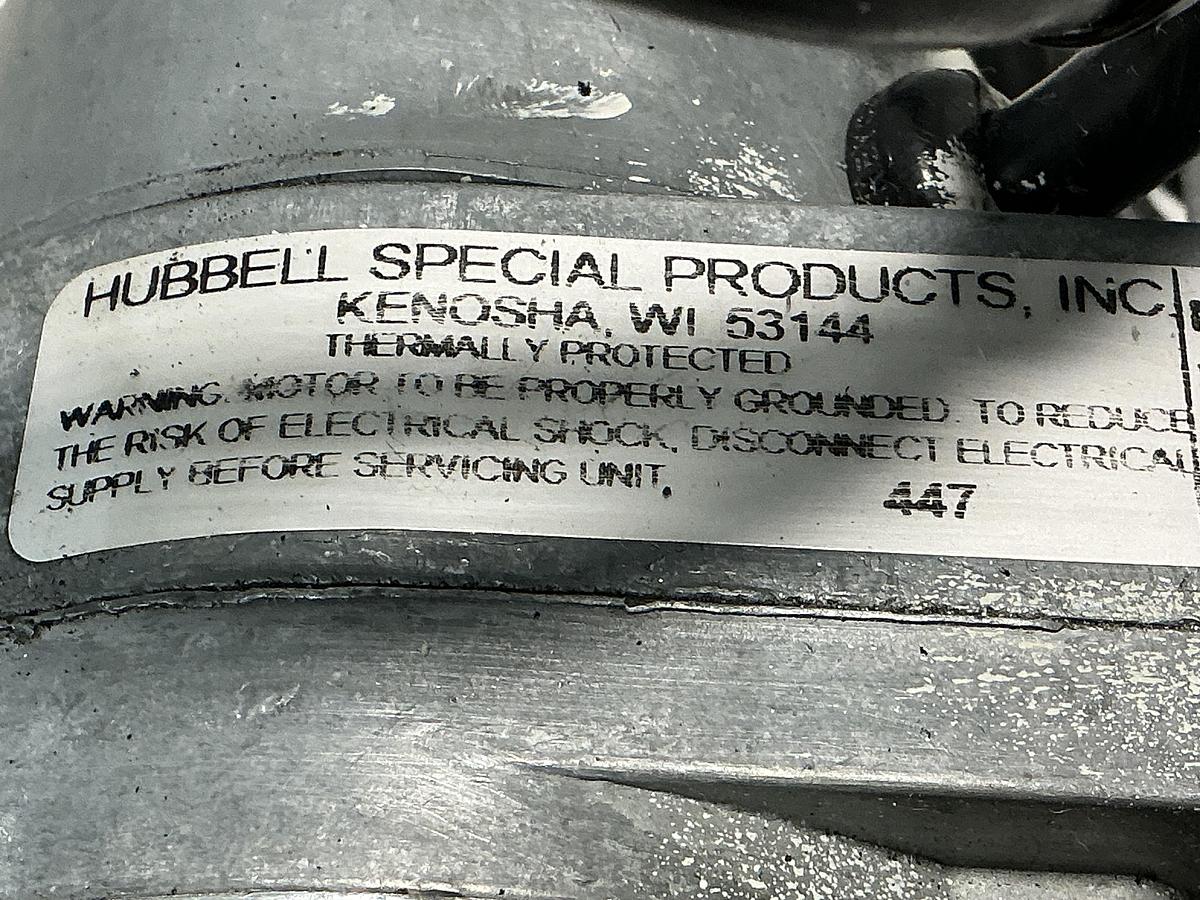 HUBBELL SPECIAL PRODUCTS, INC.
KENOSHA, WI 53144
THERMALLY PROTECTED
WARNING. MOTOR TO BE PROPERLY GROUNDED. TO REDUCE
THE RISK OF ELECTRICAL SHOCK, DISCONNECT ELECTRICAL
SUPPLY BEFORE SERVICING UNIT.
447